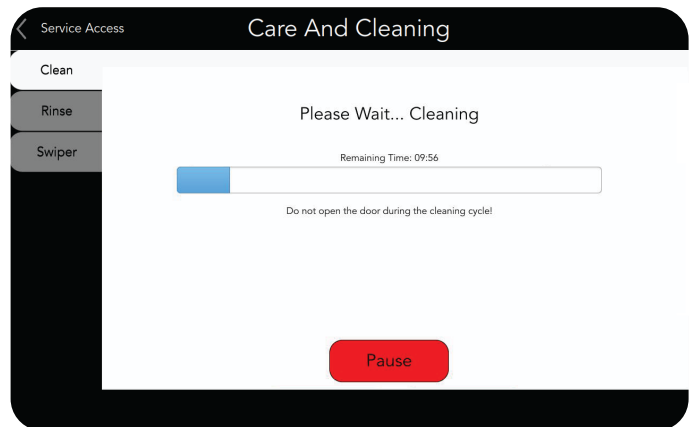 Service Access
Care And Cleaning
Clean
Rinse
Swiper
Please Wait... Cleaning
Remaining Time: 09:56
Do not open the door during the cleaning cycle!
Pause